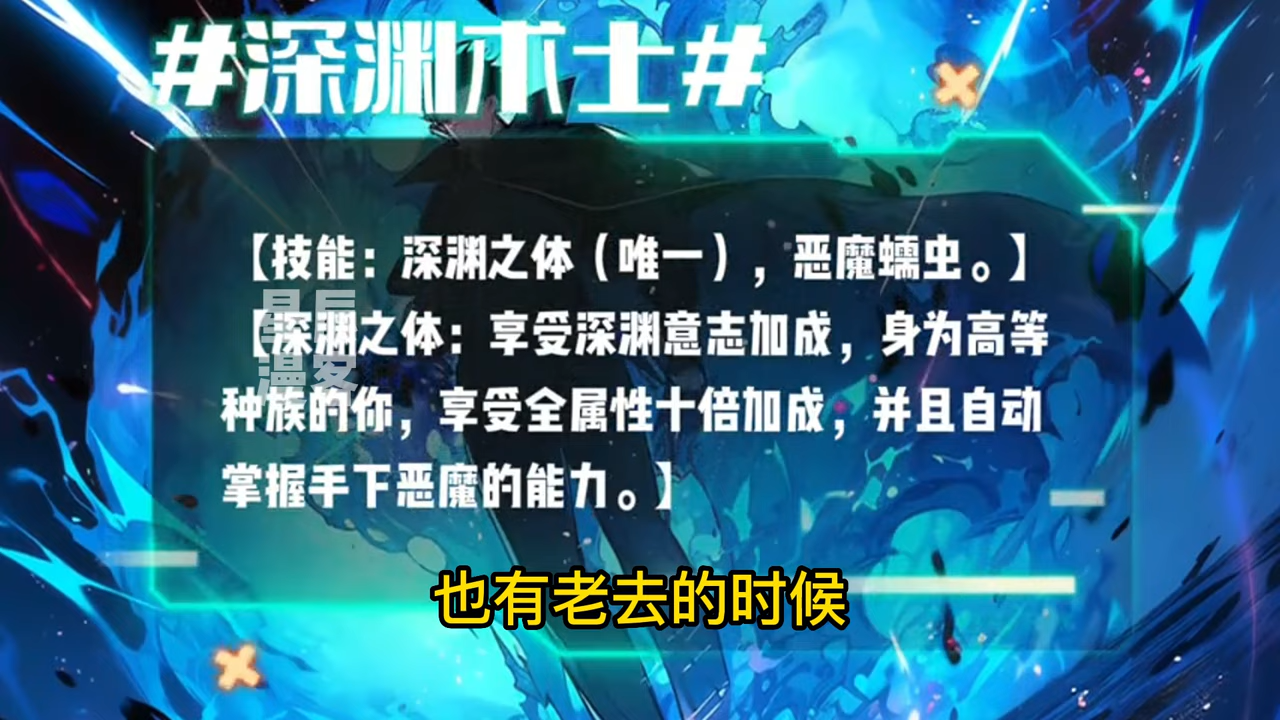 #深渊术士#
【技能：深渊之体（唯一），恶魔蠕虫。】
【深渊之体：享受深渊意志加成，身为高等
种族的你，享受全属性十倍加成，并且自动
掌握手下恶魔的能力。】
也有老去的时候